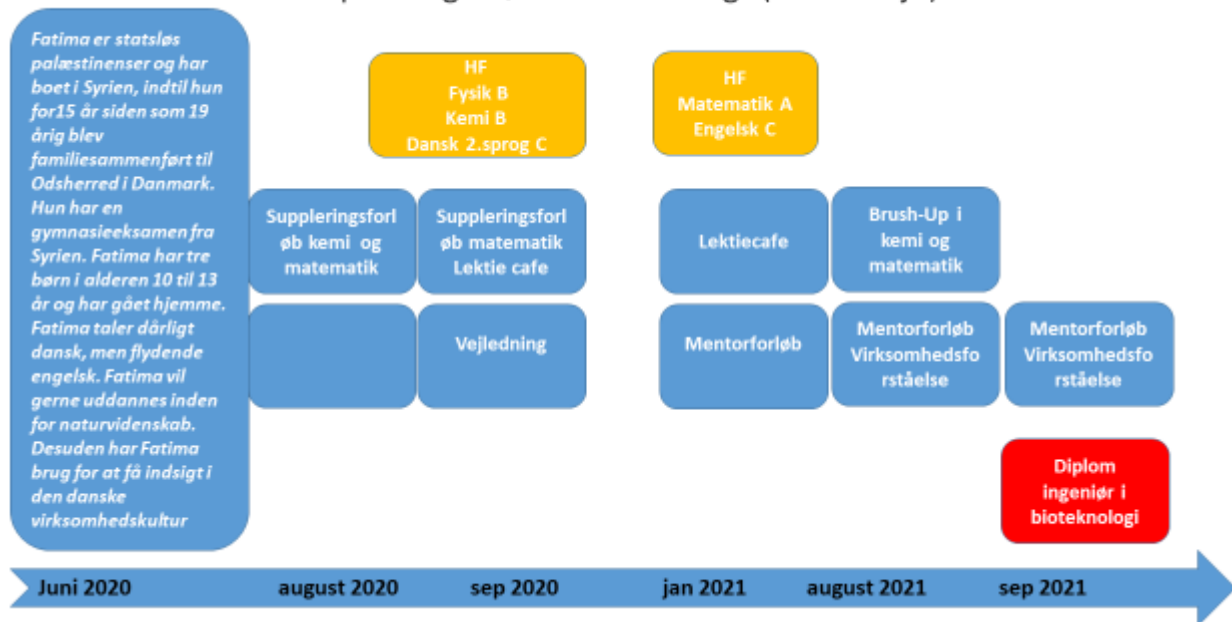 Fatima er statsløs
palæstinenser og har
boet i Syrien, indtil hun
for15 år siden som 19
årig blev
familiesammenført til
Odsherred i Danmark.
Hun har en
gymnasieeksamen fra
Syrien. Fatima har tre
børn i alderen 10 til 13
år og har gået hjemme.
Fatima taler dårligt
dansk, men flydende
engelsk. Fatima vil
gerne uddannes inden
for naturvidenskab.
Desuden har Fatima
brug for at få indsigt i
den danske
virksomhedskultur
HF
Fysik B
Kemi B
Dansk 2.sprog C
HF
Matematik A
Engelsk C
Suppleringsforl
øb kemi og
matematik
Suppleringsforl
øb matematik
Lektie cafe
Lektiecafe
Brush-Up i
kemi og
matematik
Vejledning
Mentorforløb
Mentorforløb
Virksomhedsfo
rståelse
Mentorforløb
Virksomhedsfo
rståelse
Diplom
ingeniør i
bioteknologi
Juni 2020
august 2020
sep 2020
jan 2021
august 2021
sep 2021